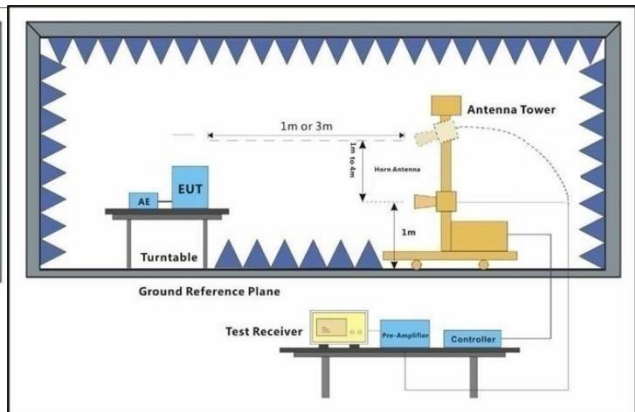 1m or 3m
Antenna Tower
1m to 4m
Horn Antenna
EUT
AE
1m
Turntable
Ground Reference Plane
Test Receiver
Pre-Amplifier
Controller